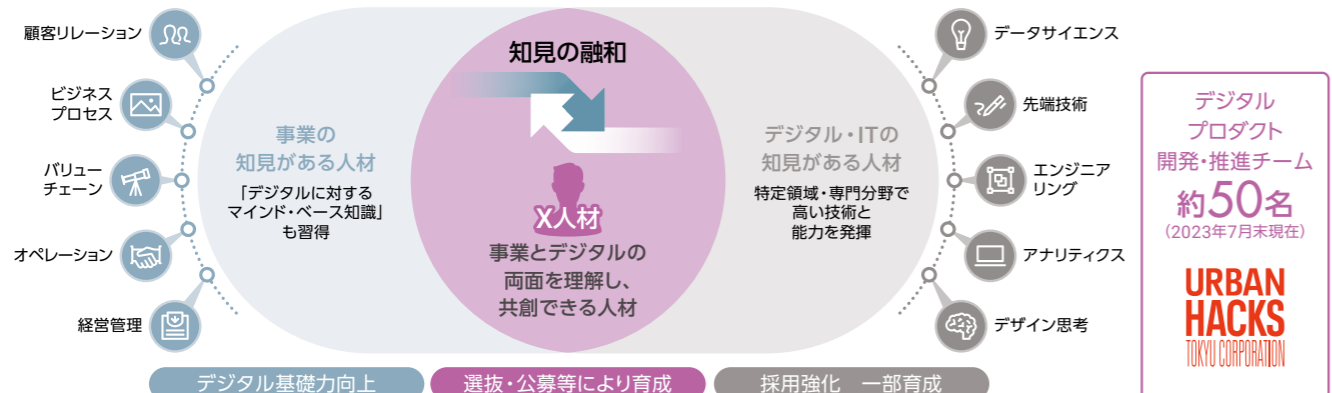 顧客リレーション
ビジネス
プロセス
バリュー
チェーン
オペレーション
経営管理
事業の
知見がある人材
「デジタルに対する
マインド・ベース知識」
も習得
知見の融和
X人材
事業とデジタルの
両面を理解し、
共創できる人材
デジタル・ITの
知見がある人材
特定領域・専門分野で
高い技術と
能力を発揮
データサイエンス
先端技術
エンジニア
リング
アナリティクス
デザイン思考
デジタル基礎力向上
選抜・公募等により育成
採用強化　一部育成
デジタル
プロダクト
開発・推進チーム
約50名
(2023年7月末現在)
URBAN
HACKS
TOKYU CORPORATION